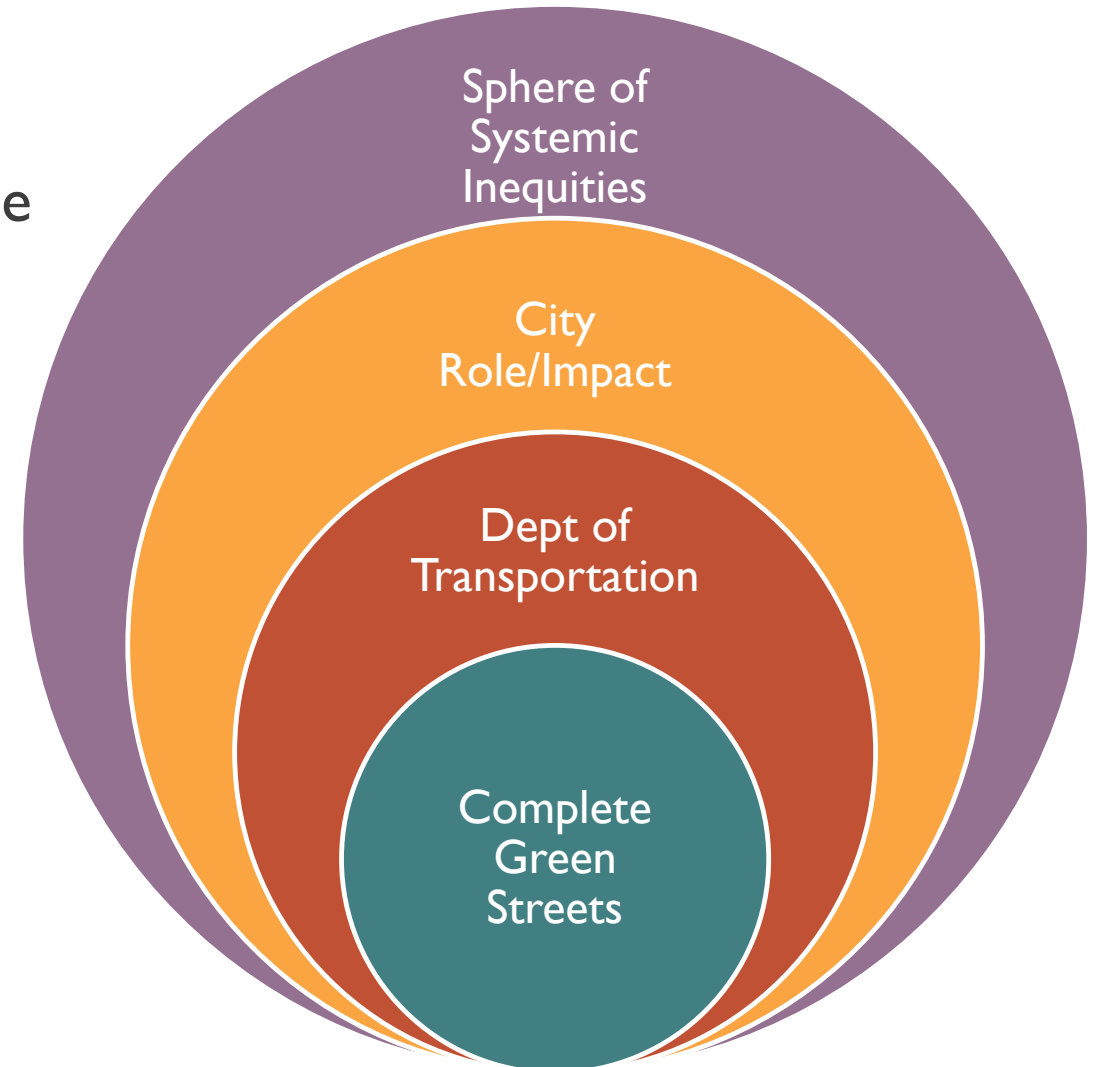 Sphere of
Systemic
Inequities
e
City
Role/Impact
Dept of
Transportation
Complete
Green
Streets